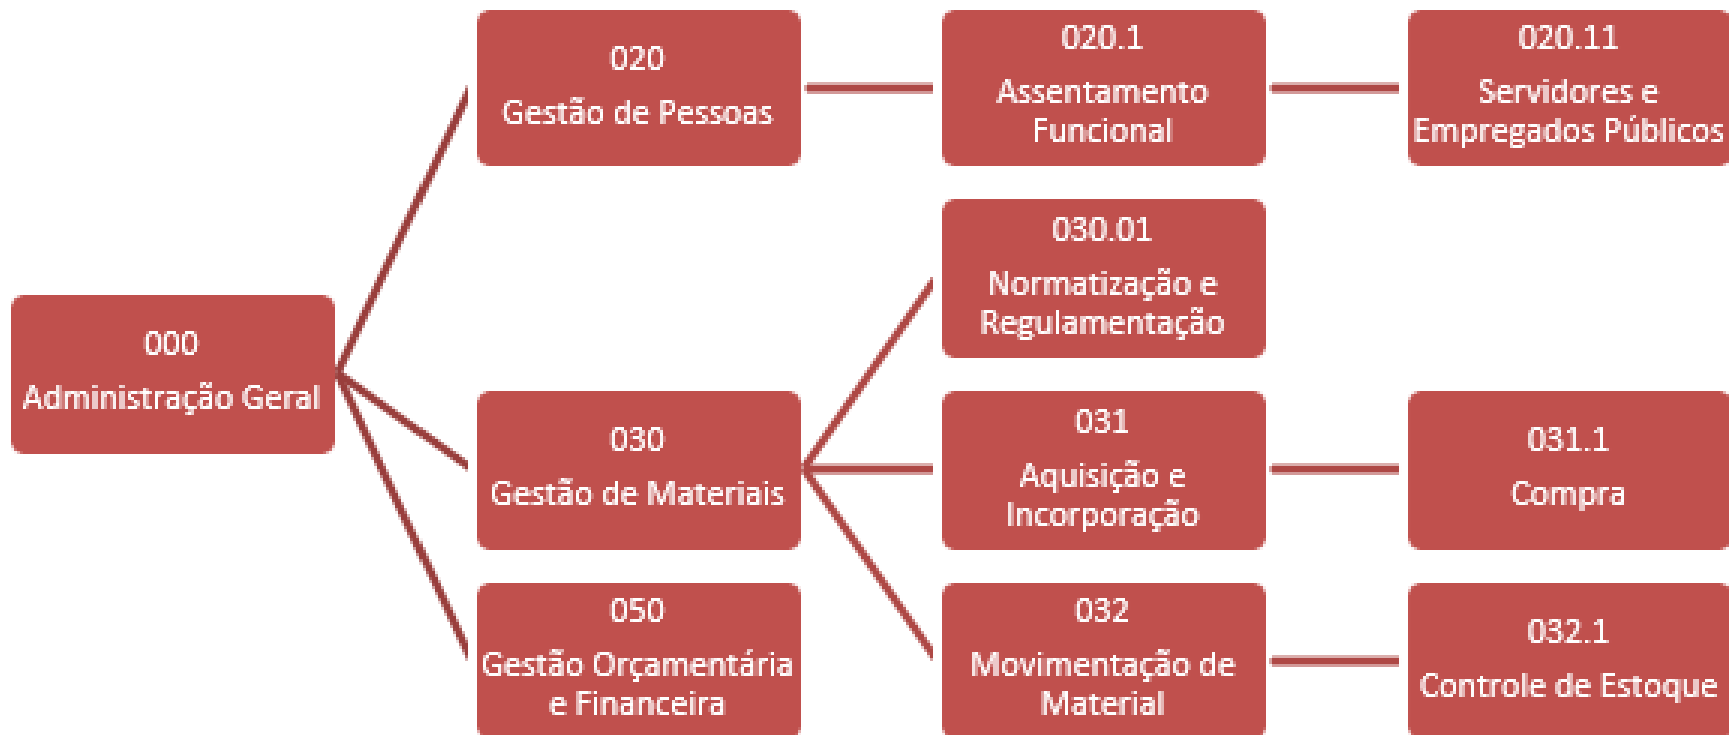 000
Administração Geral
020
Gestão de Pessoas
020.1
Assentamento
Funcional
020.11
Servidores e
Empregados Públicos
030
Gestão de Materiais
030.01
Normatização e
Regulamentação
031
Aquisição e
Incorporação
031.1
Compra
032
Movimentação de
Material
032.1
Controle de Estoque
050
Gestão Orçamentária
e Financeira